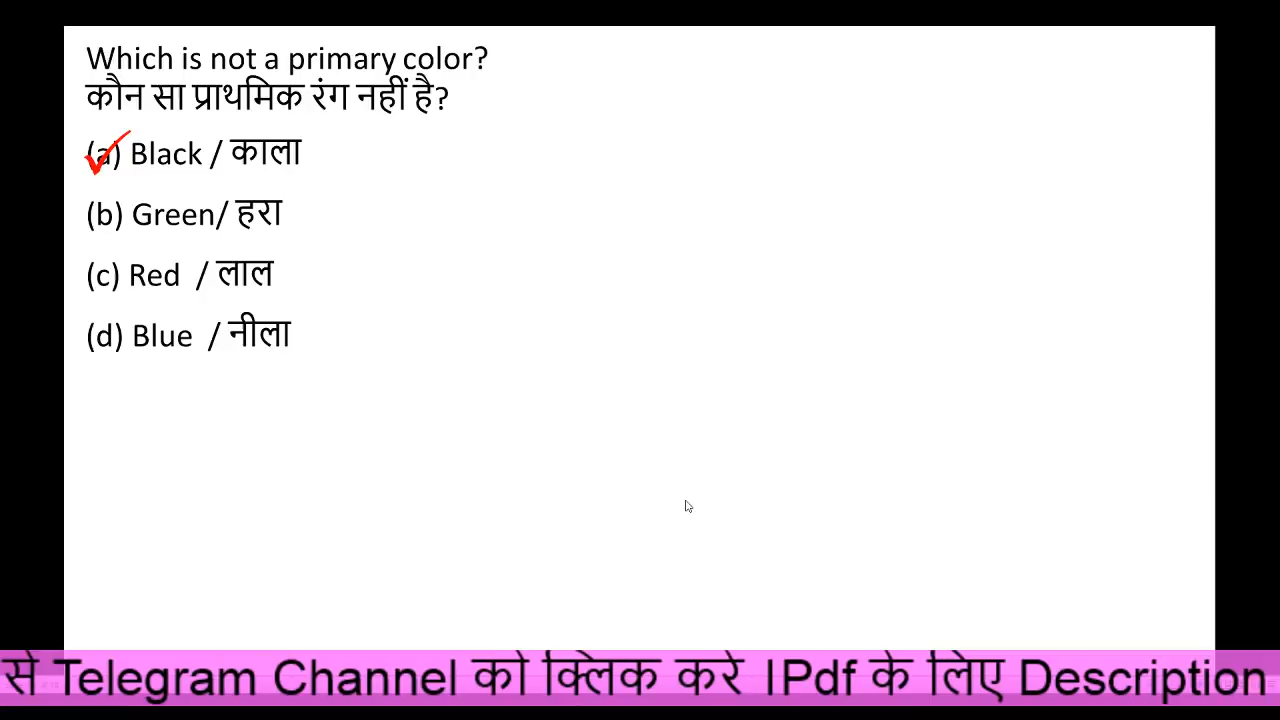 Which is not a primary color?
कौन सा प्राथमिक रंग नहीं है?
(a) Black / काला
(b) Green/ हरा
(c) Red / लाल
(d) Blue / नीला
से Telegram Channel को क्लिक करे ।Pdf के लिए Description